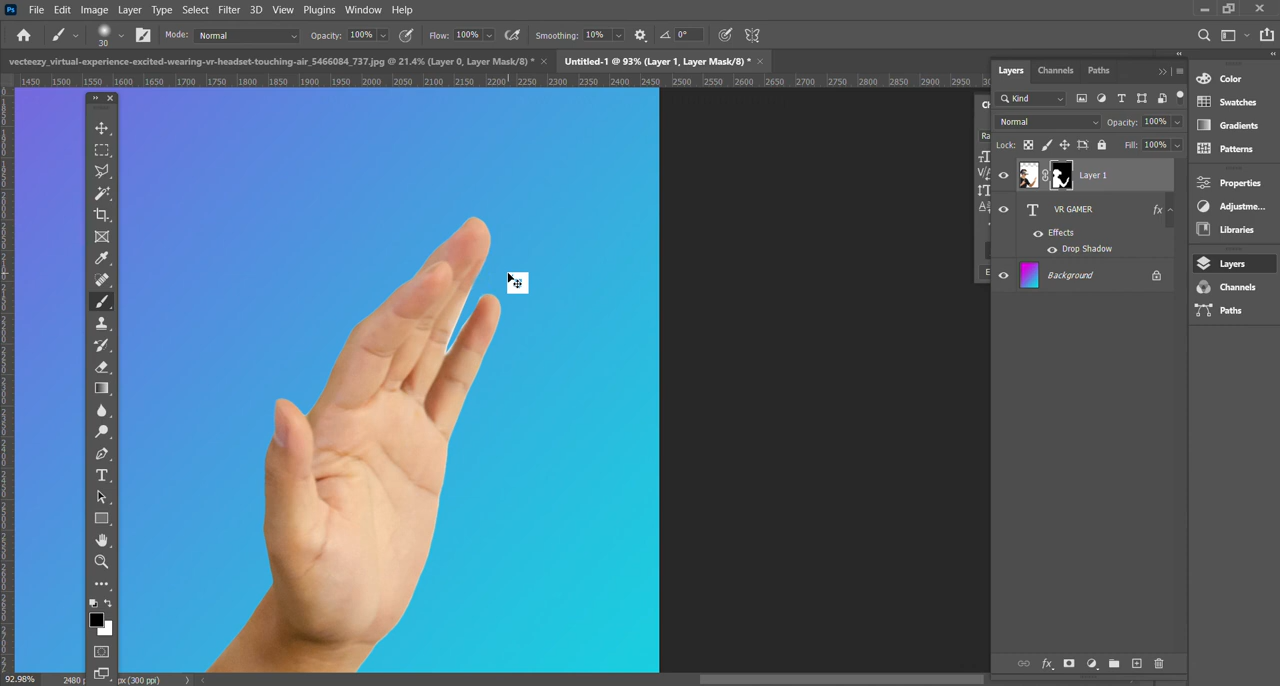 Ps File Edit Image Layer Type Select Filter 3D View Plugins Window Help
30 Mode: Normal Opacity: 100% Flow: 100% Smoothing: 10% 0°
vecteezy_virtual-experience-excited-wearing-vr-headset-touching-air_5466084_737.jpg @ 21.4% (Layer 0, Layer Mask/8) * × Untitled-1 @ 93% (Layer 1, Layer Mask/8) * ×
1450 1500 1550 1600 1650 1700 1750 1800 1850 1900 1950 2000 2050 2100 2150 2200 2250 2300 2350 2400 2450 2500 2550 2600 2650 2700 2750 2800 2850 2900
Layers Channels Paths
Kind
Normal Opacity: 100%
Lock: Fill: 100%
Layer 1
VR GAMER fx
Effects
Drop Shadow
Background
Color
Swatches
Gradients
Patterns
Properties
Adjustme...
Libraries
Layers
Channels
Paths
92.98% 2480 px (300 ppi)
fx